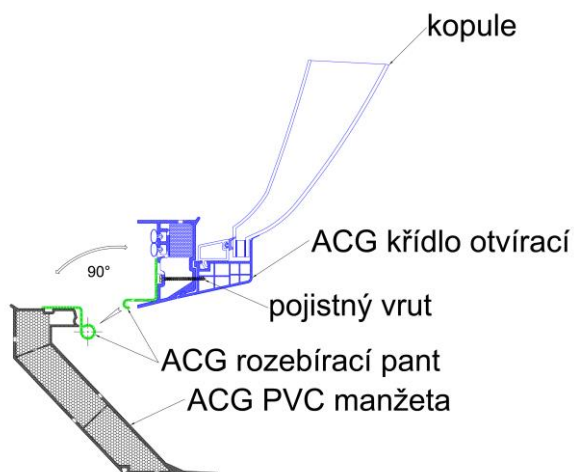 kopule
ACG křídlo otvírací
90°
pojistný vrut
ACG rozebírací pant
ACG PVC manžeta